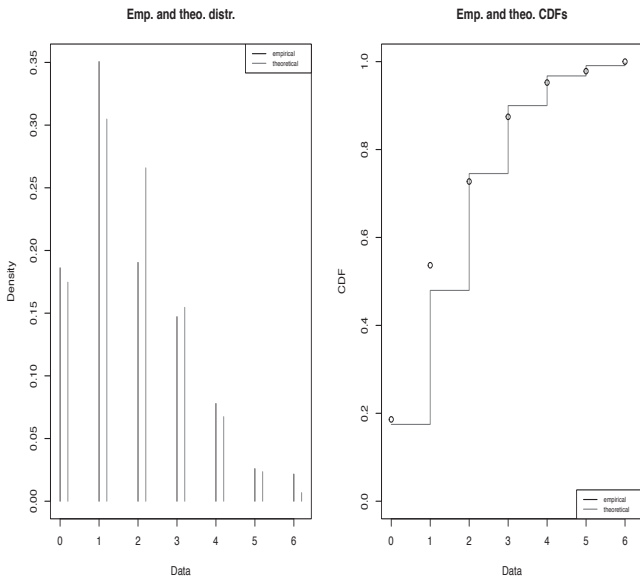 Emp. and theo. distr.
empirical
theoretical
Density
0.35
0.30
0.25
0.20
0.15
0.10
0.05
0.00
0 1 2 3 4 5 6
Data
Emp. and theo. CDFs
CDF
1.0
0.8
0.6
0.4
0.2
0.0
empirical
theoretical
0 1 2 3 4 5 6
Data